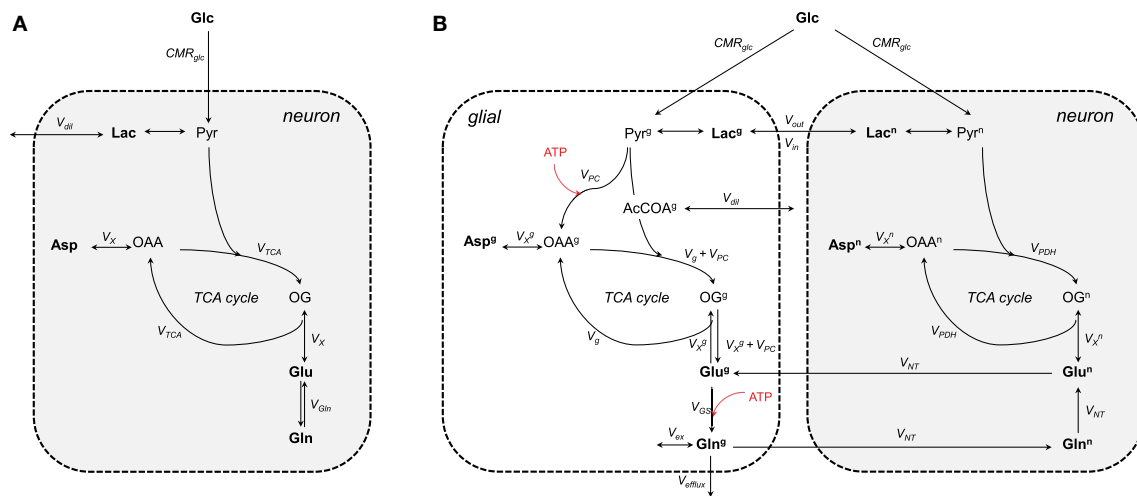 A
Glc
CMRglc
neuron
Vdil
Lac
Pyr
Asp
VX
OAA
VTCA
TCA cycle
OG
VTCA
VX
Glu
VGln
Gln
B
Glc
CMRglc
CMRglc
glial
neuron
Pyrᵍ
Lacᵍ
Vout
Vin
Lacⁿ
Pyrⁿ
ATP
VPC
AcCOAᵍ
Vdil
Aspᵍ
VXᵍ
OAAᵍ
Vg + VPC
Aspⁿ
VXⁿ
OAAⁿ
VPDH
TCA cycle
OGᵍ
TCA cycle
OGⁿ
Vg
VXᵍ
VXᵍ + VPC
VPDH
VXⁿ
Gluᵍ
VNT
Gluⁿ
VGS
ATP
VNT
Vex
Glnᵍ
VNT
Glnⁿ
Vefflux